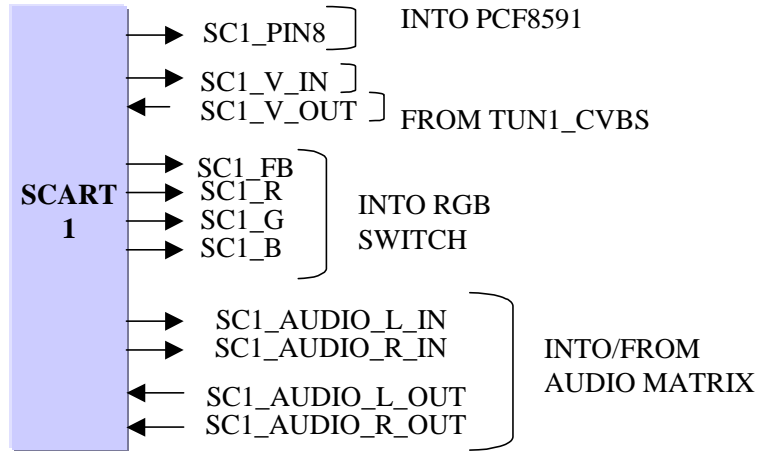 SCART
1
SC1_PIN8
INTO PCF8591
SC1_V_IN
SC1_V_OUT
FROM TUN1_CVBS
SC1_FB
SC1_R
SC1_G
SC1_B
INTO RGB
SWITCH
SC1_AUDIO_L_IN
SC1_AUDIO_R_IN
SC1_AUDIO_L_OUT
SC1_AUDIO_R_OUT
INTO/FROM
AUDIO MATRIX